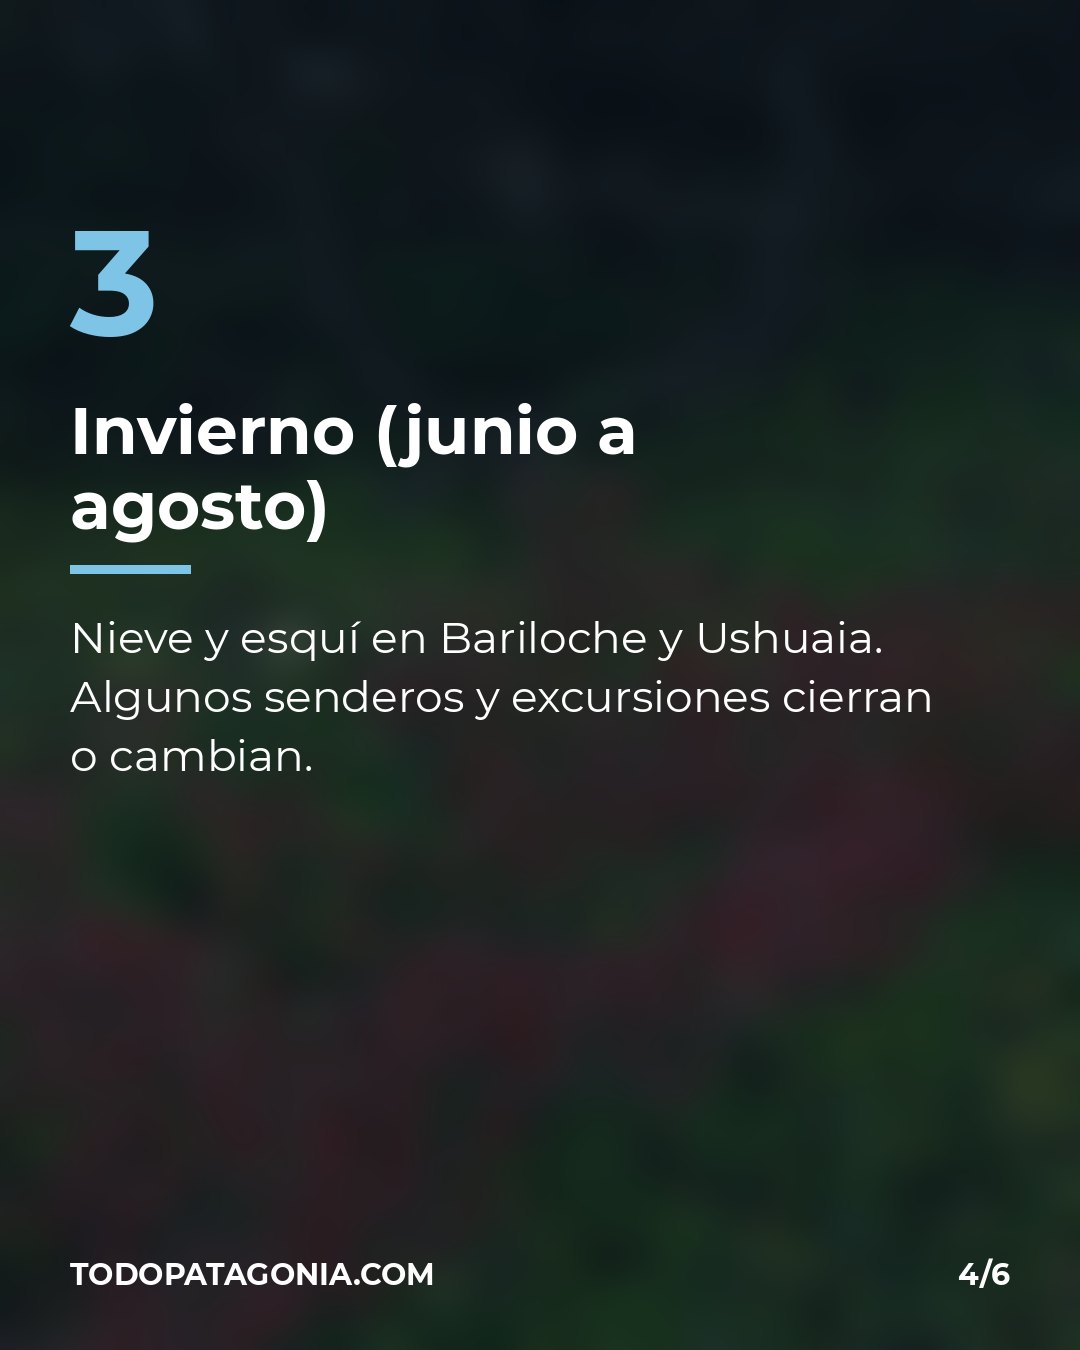 3
Invierno (junio a
agosto)
Nieve y esquí en Bariloche y Ushuaia.
Algunos senderos y excursiones cierran
o cambian.
TODOPATAGONIA.COM
4/6